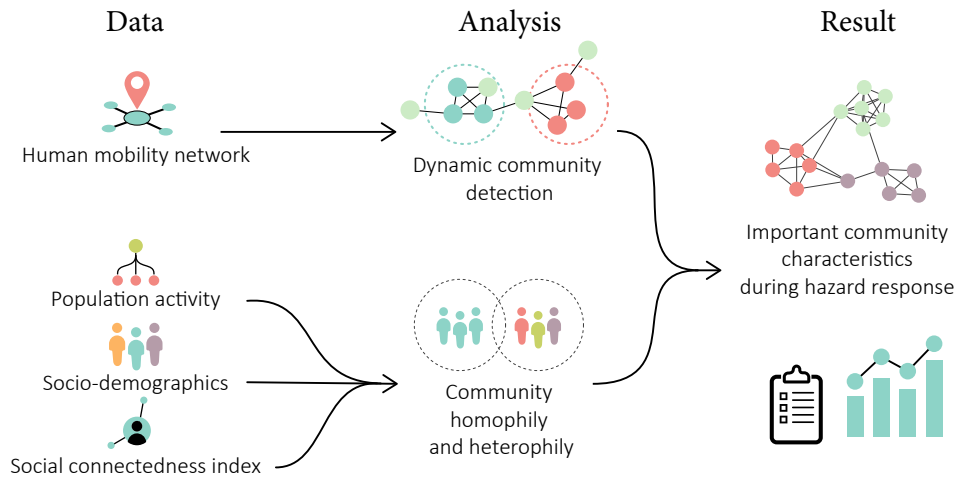 Data
Analysis
Result
Human mobility network
Dynamic community
detection
Population activity
Socio-demographics
Social connectedness index
Community
homophily
and heterophily
Important community
characteristics
during hazard response